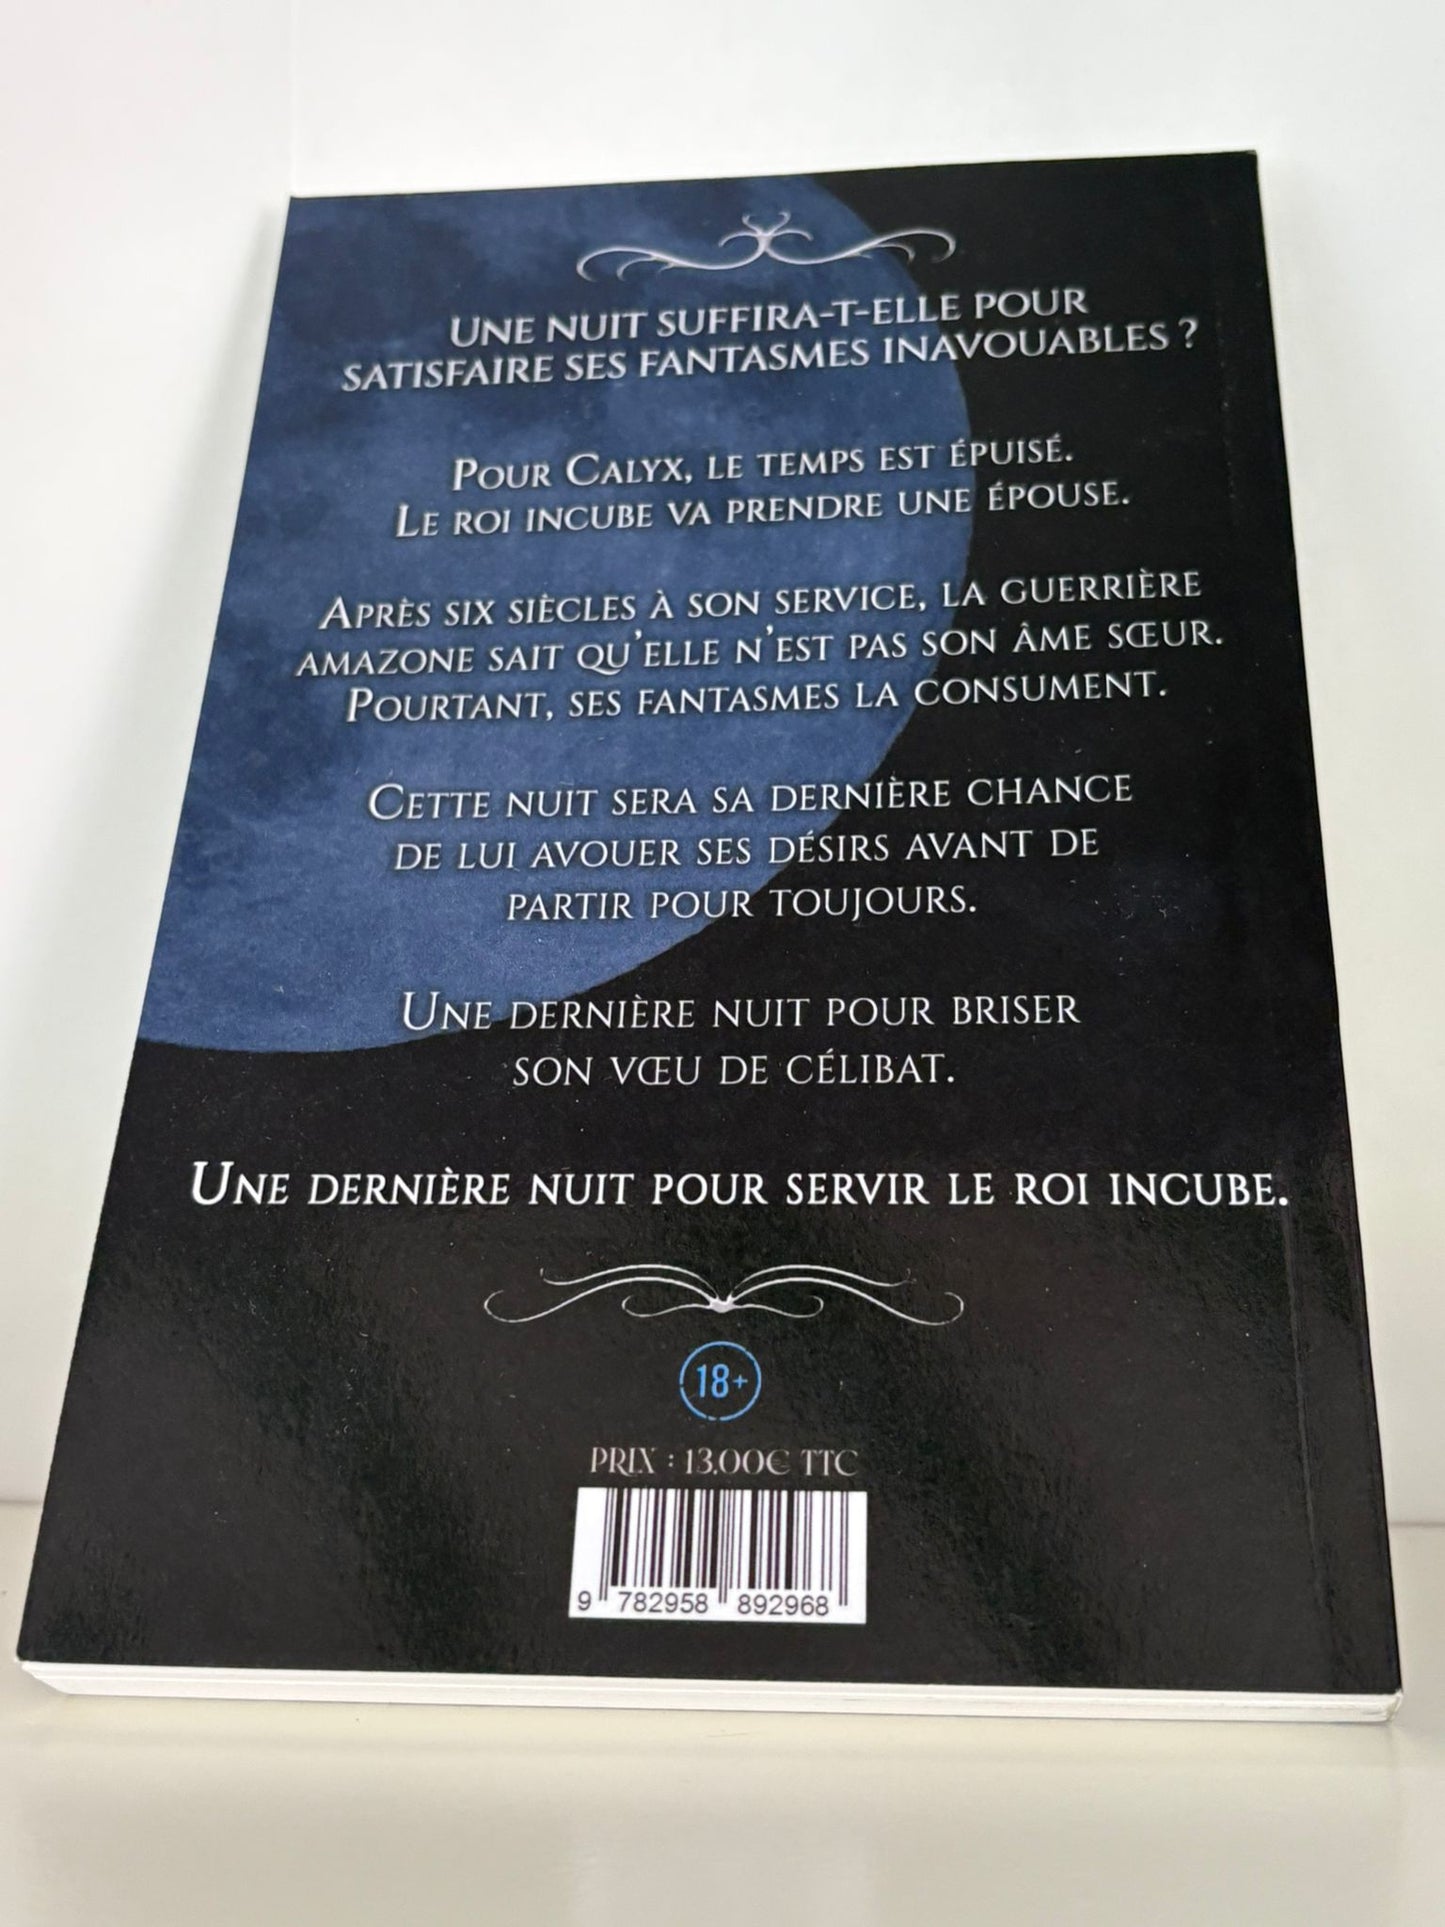 UNE NUIT SUFFIRA-T-ELLE POUR
SATISFAIRE SES FANTASMES INAVOUABLES ?
POUR CALYX, LE TEMPS EST ÉPUISÉ.
LE ROI INCUBE VA PRENDRE UNE ÉPOUSE.
APRÈS SIX SIÈCLES À SON SERVICE, LA GUERRIÈRE
AMAZONE SAIT QU'ELLE N'EST PAS SON ÂME SŒUR.
POURTANT, SES FANTASMES LA CONSUMENT.
CETTE NUIT SERA SA DERNIÈRE CHANCE
DE LUI AVOUER SES DÉSIRS AVANT DE
PARTIR POUR TOUJOURS.
UNE DERNIÈRE NUIT POUR BRISER
SON VŒU DE CÉLIBAT.
UNE DERNIÈRE NUIT POUR SERVIR LE ROI INCUBE.
18+
PRIX : 13,00€ TTC
9 782958 892968